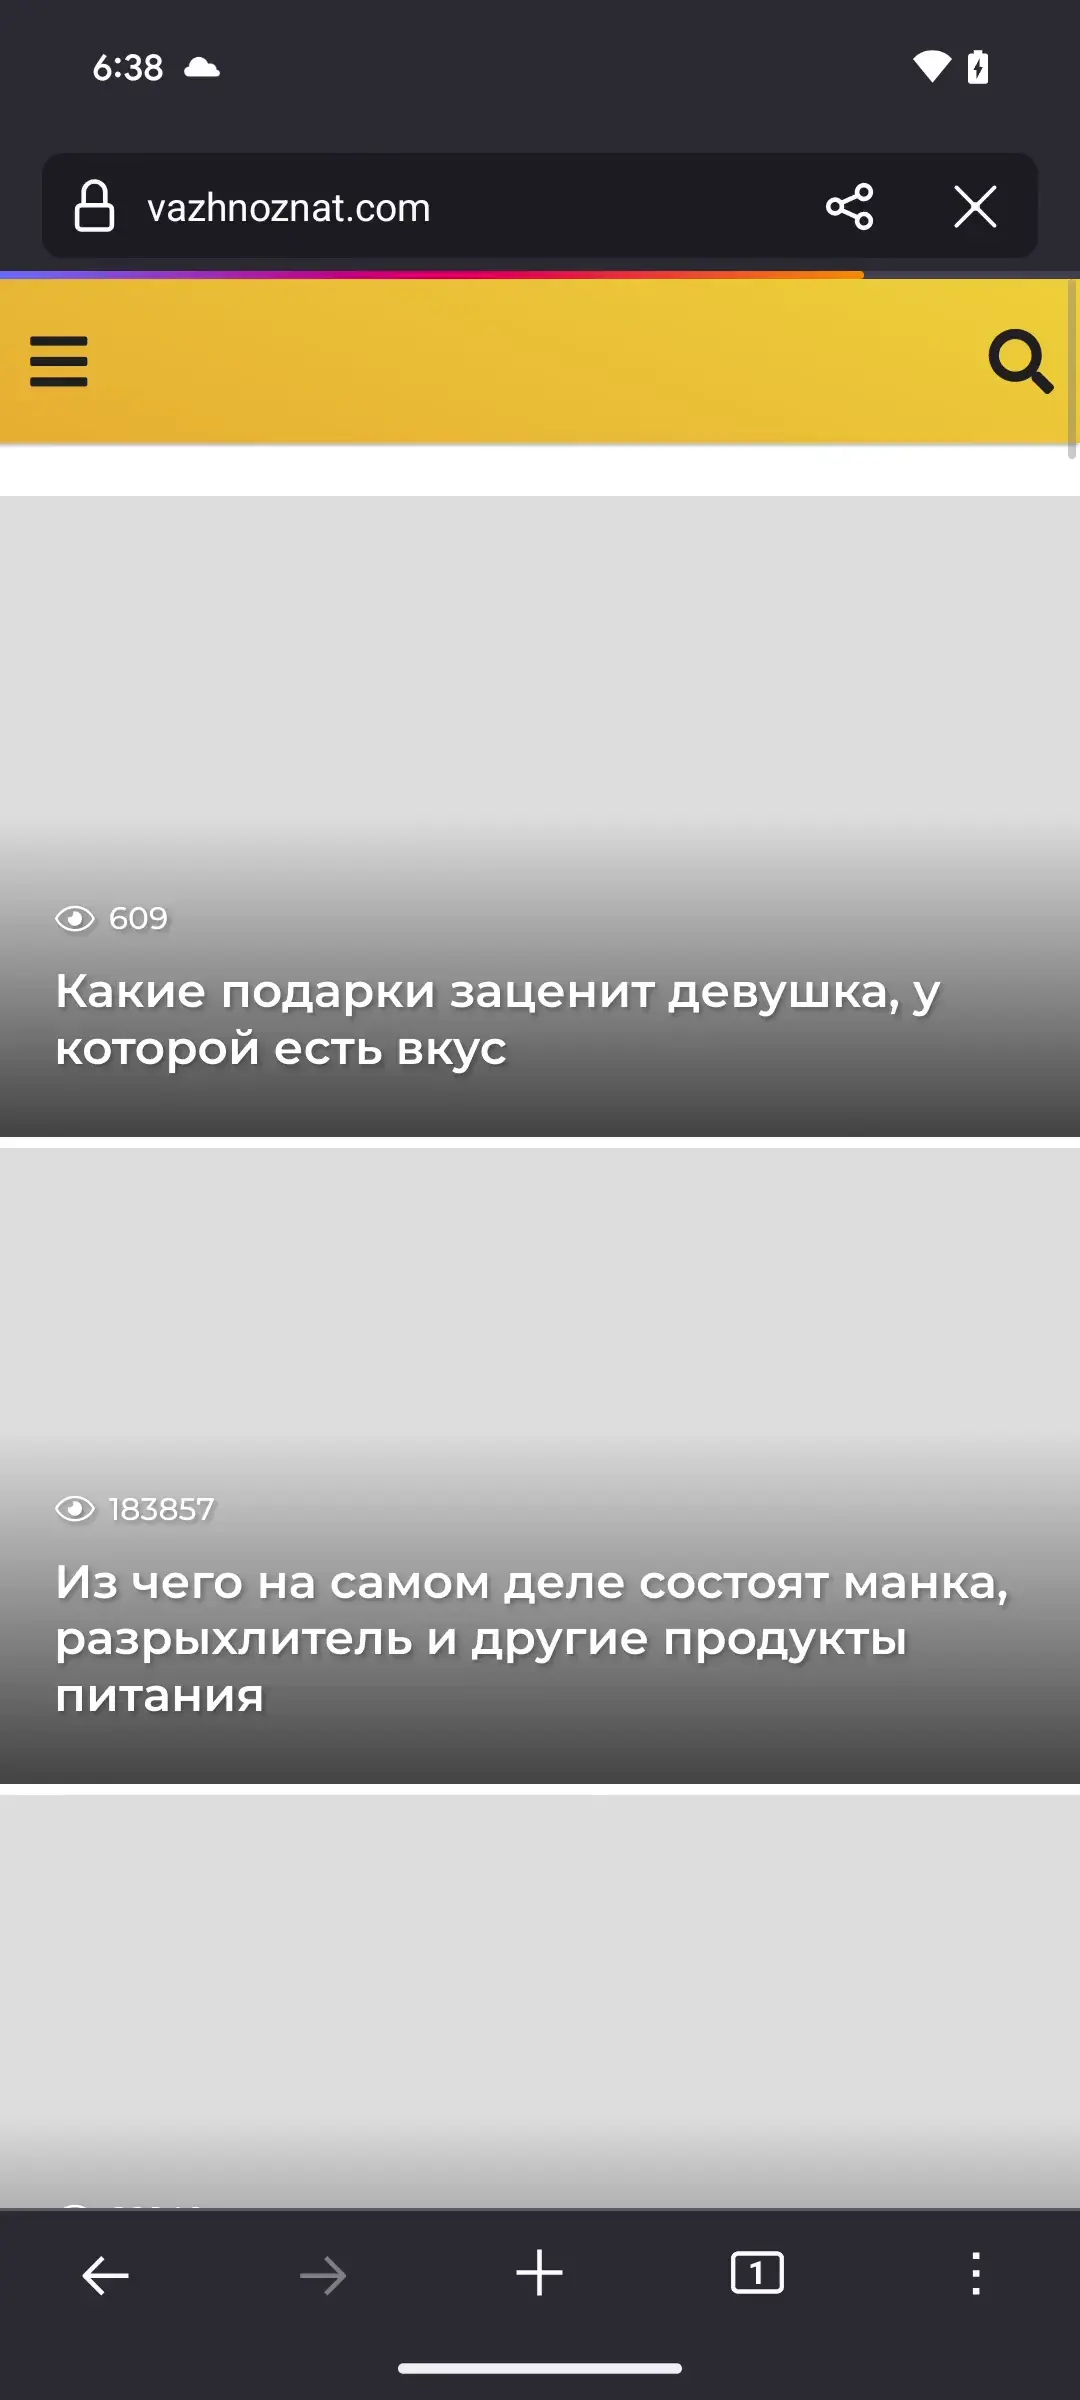 6:38
vazhnoznat.com
609
Какие подарки заценит девушка, у
которой есть вкус
183857
Из чего на самом деле состоят манка,
разрыхлитель и другие продукты
питания
1